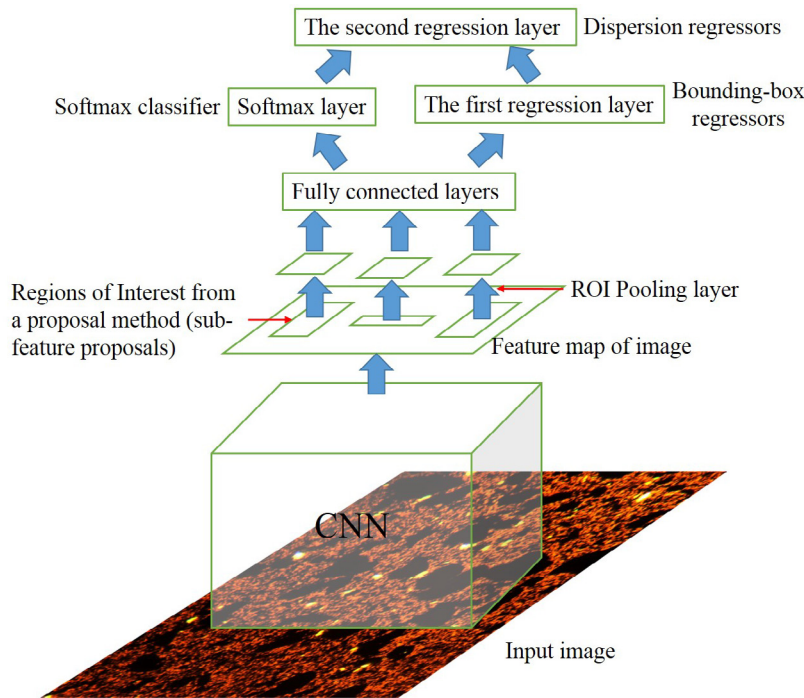 The second regression layer
Dispersion regressors
Softmax classifier
Softmax layer
The first regression layer
Bounding-box
regressors
Fully connected layers
Regions of Interest from
a proposal method (sub-
feature proposals)
ROI Pooling layer
Feature map of image
CNN
Input image